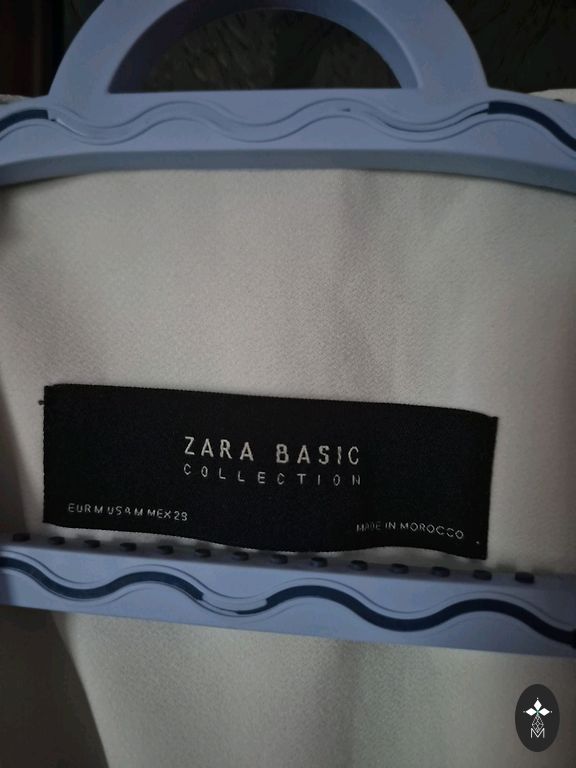 ZARA BASIC
COLLECTION
EUR M USA M MEX 28
MADE IN MOROCCO